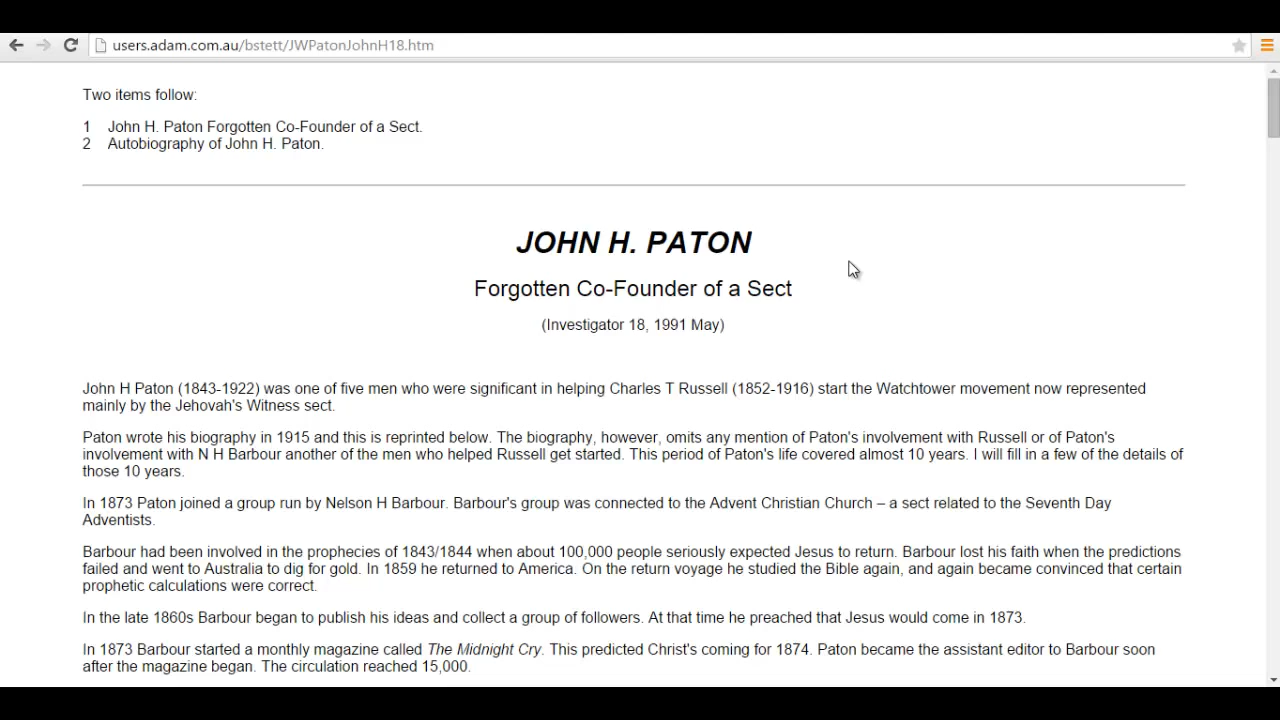 users.adam.com.au/bstett/JWPatonJohnH18.htm
Two items follow:
1 John H. Paton Forgotten Co-Founder of a Sect.
2 Autobiography of John H. Paton.
JOHN H. PATON
Forgotten Co-Founder of a Sect
(Investigator 18, 1991 May)
John H Paton (1843-1922) was one of five men who were significant in helping Charles T Russell (1852-1916) start the Watchtower movement now represented
mainly by the Jehovah's Witness sect.
Paton wrote his biography in 1915 and this is reprinted below. The biography, however, omits any mention of Paton's involvement with Russell or of Paton's
involvement with N H Barbour another of the men who helped Russell get started. This period of Paton's life covered almost 10 years. I will fill in a few of the details of
those 10 years.
In 1873 Paton joined a group run by Nelson H Barbour. Barbour's group was connected to the Advent Christian Church – a sect related to the Seventh Day
Adventists.
Barbour had been involved in the prophecies of 1843/1844 when about 100,000 people seriously expected Jesus to return. Barbour lost his faith when the predictions
failed and went to Australia to dig for gold. In 1859 he returned to America. On the return voyage he studied the Bible again, and again became convinced that certain
prophetic calculations were correct.
In the late 1860s Barbour began to publish his ideas and collect a group of followers. At that time he preached that Jesus would come in 1873.
In 1873 Barbour started a monthly magazine called The Midnight Cry. This predicted Christ's coming for 1874. Paton became the assistant editor to Barbour soon
after the magazine began. The circulation reached 15,000.